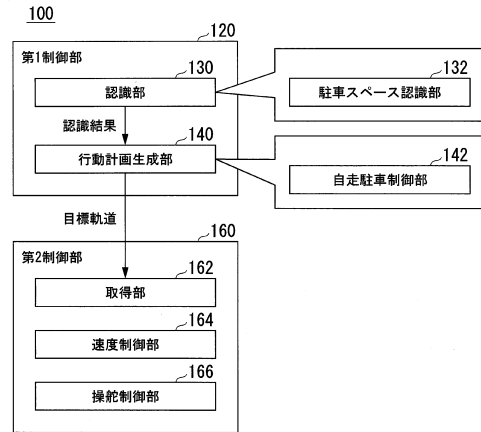 100
120
第1制御部
130
認識部
132
駐車スペース認識部
認識結果
140
行動計画生成部
142
自走駐車制御部
目標軌道
160
第2制御部
162
取得部
164
速度制御部
166
操舵制御部